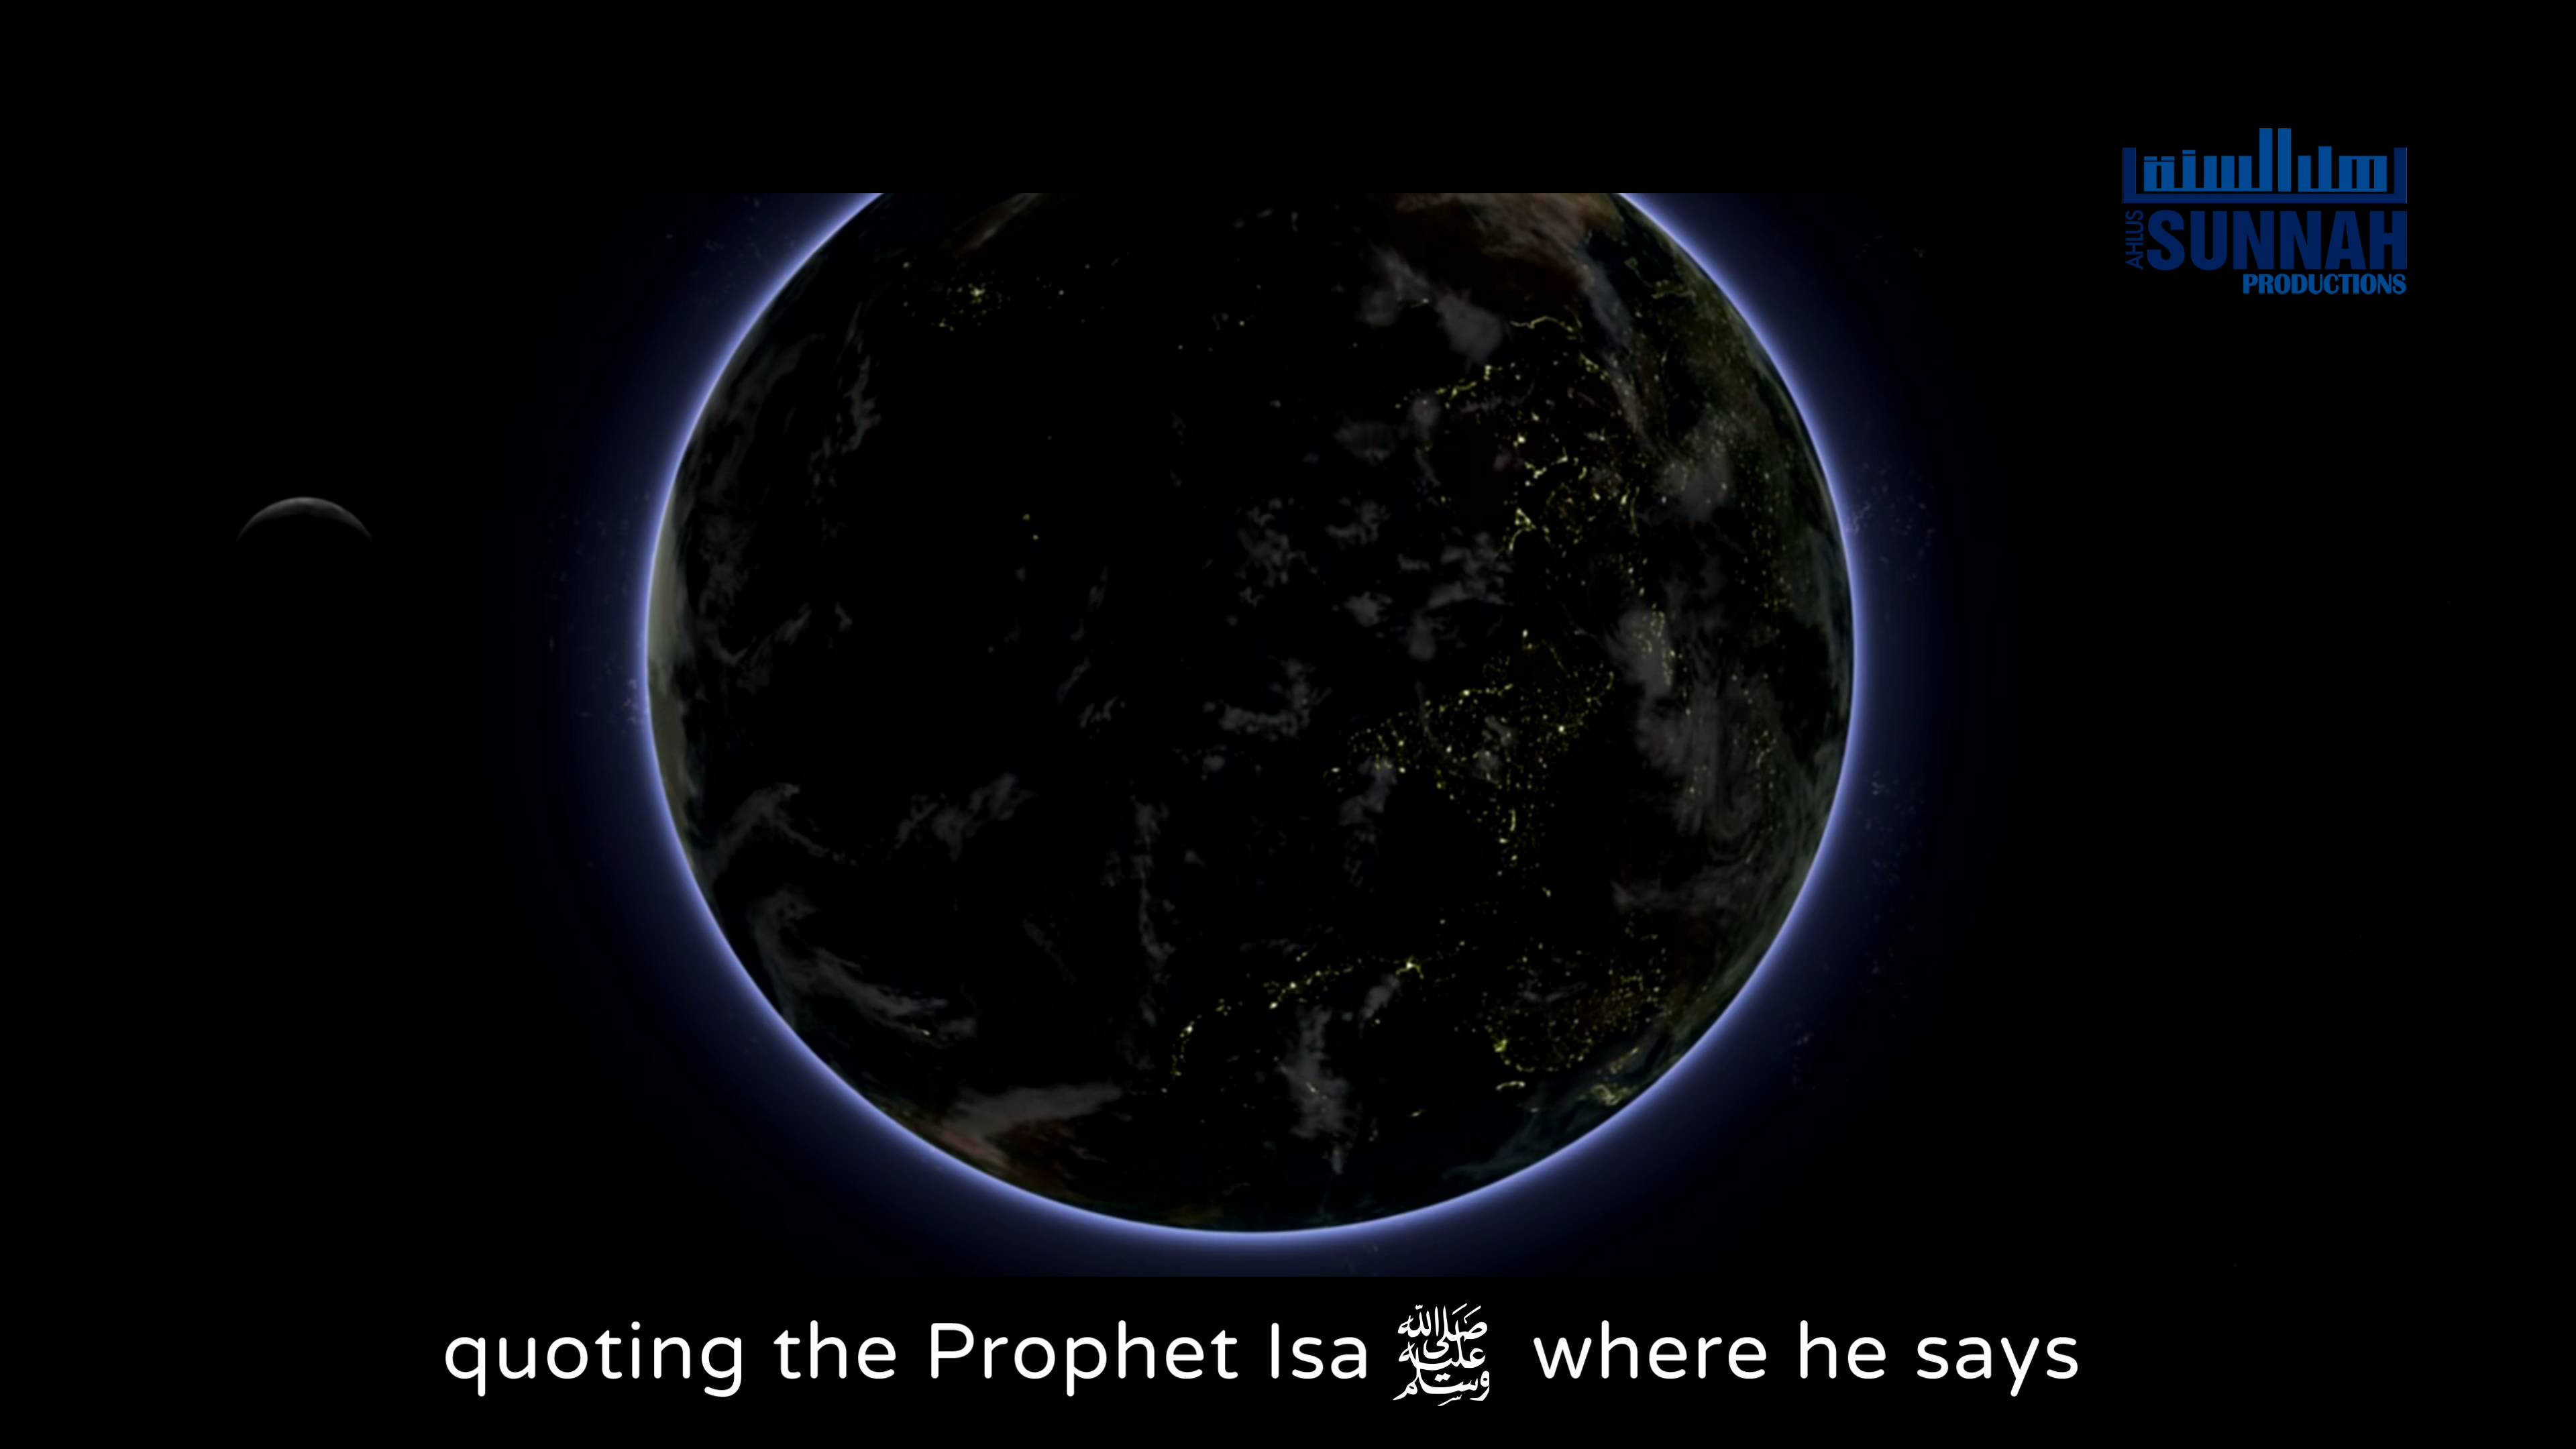 اهل السنة
AHLUS
SUNNAH
PRODUCTIONS
quoting the Prophet Isa ﷺ where he says